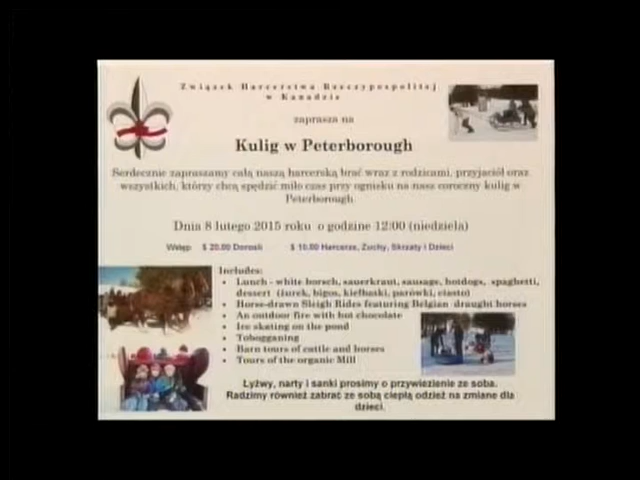 Związek Harcerstwa Rzeczypospolitej
w Kanadzie
zaprasza na
Kulig w Peterborough
Serdecznie zapraszamy całą naszą harcerską brać wraz z rodzicami, przyjaciół oraz
wszystkich, którzy chcą spędzić miło czas przy ognisku na nasz coroczny kulig w
Peterborough
Dnia 8 lutego 2015 roku o godzine 12:00 (niedziela)
Wstęp $ 20.00 Dorośli $ 10.00 Harcerze, Zuchy, Skrzaty i Dzieci
Includes:
• Lunch - white borsch, sauerkraut, sausage, hotdogs, spaghetti,
dessert (żurek, bigos, kiełbaski, parówki, ciasto)
• Horse-drawn Sleigh Rides featuring Belgian draught horses
• An outdoor fire with hot chocolate
• Ice skating on the pond
• Tobogganing
• Barn tours of cattle and horses
• Tours of the organic Mill
Łyżwy, narty i sanki prosimy o przywiezienie ze soba.
Radzimy również zabrać ze sobą ciepłą odzież na zmiane dla
dzieci.